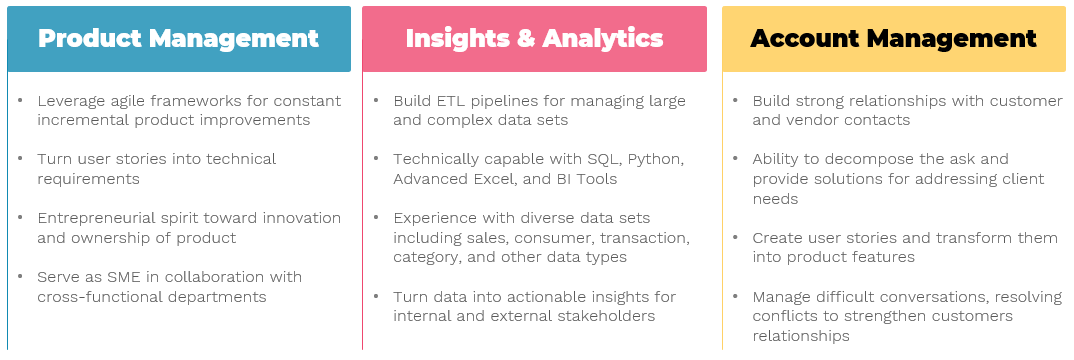 Product Management
• Leverage agile frameworks for constant
incremental product improvements
• Turn user stories into technical
requirements
• Entrepreneurial spirit toward innovation
and ownership of product
• Serve as SME in collaboration with
cross-functional departments
Insights & Analytics
• Build ETL pipelines for managing large
and complex data sets
• Technically capable with SQL, Python,
Advanced Excel, and BI Tools
• Experience with diverse data sets
including sales, consumer, transaction,
category, and other data types
• Turn data into actionable insights for
internal and external stakeholders
Account Management
• Build strong relationships with customer
and vendor contacts
• Ability to decompose the ask and
provide solutions for addressing client
needs
• Create user stories and transform them
into product features
• Manage difficult conversations, resolving
conflicts to strengthen customers
relationships